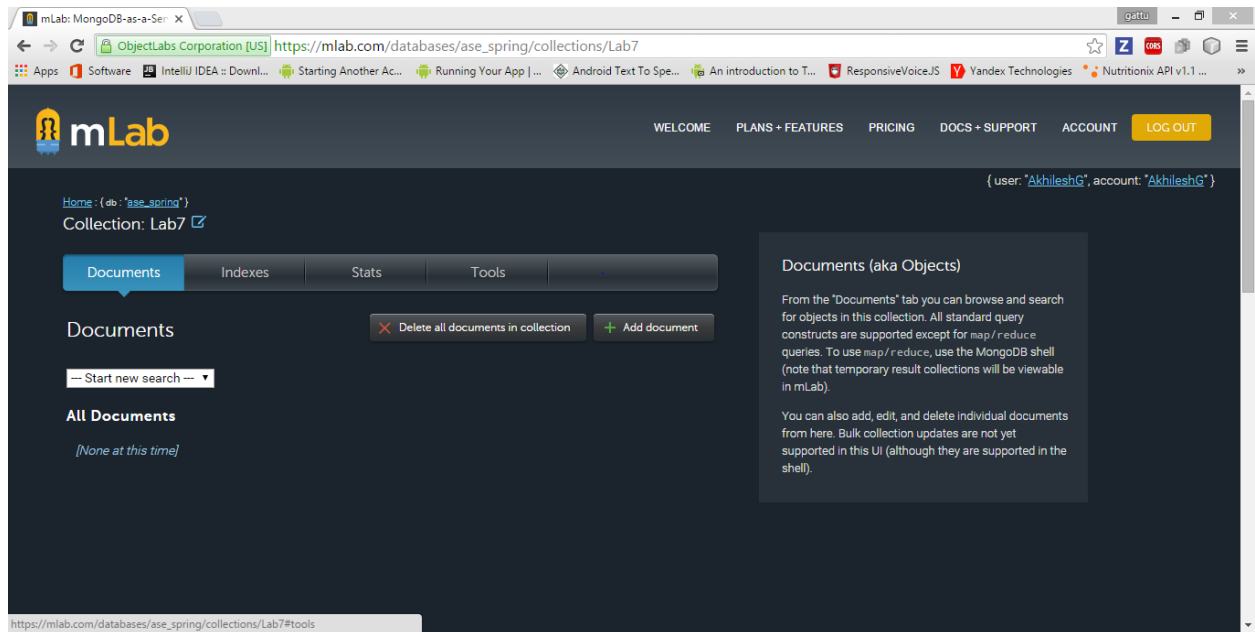 mLab: MongoDB-as-a-Ser
gattu
ObjectLabs Corporation [US] https://mlab.com/databases/ase_spring/collections/Lab7
Z CORS
Apps Software IntelliJ IDEA :: Downl... Starting Another Ac... Running Your App | ... Android Text To Spe... An introduction to T... ResponsiveVoice.JS Yandex Technologies Nutritionix API v1.1 ... »
mLab
WELCOME PLANS + FEATURES PRICING DOCS + SUPPORT ACCOUNT LOG OUT
{ user: "AkhileshG", account: "AkhileshG" }
Home : { db : "ase_spring" }
Collection: Lab7
Documents Indexes Stats Tools
Documents
Delete all documents in collection
Add document
--- Start new search ---
All Documents
[None at this time]
Documents (aka Objects)
From the "Documents" tab you can browse and search
for objects in this collection. All standard query
constructs are supported except for map/reduce
queries. To use map/reduce, use the MongoDB shell
(note that temporary result collections will be viewable
in mLab).
You can also add, edit, and delete individual documents
from here. Bulk collection updates are not yet
supported in this UI (although they are supported in the
shell).
https://mlab.com/databases/ase_spring/collections/Lab7#tools